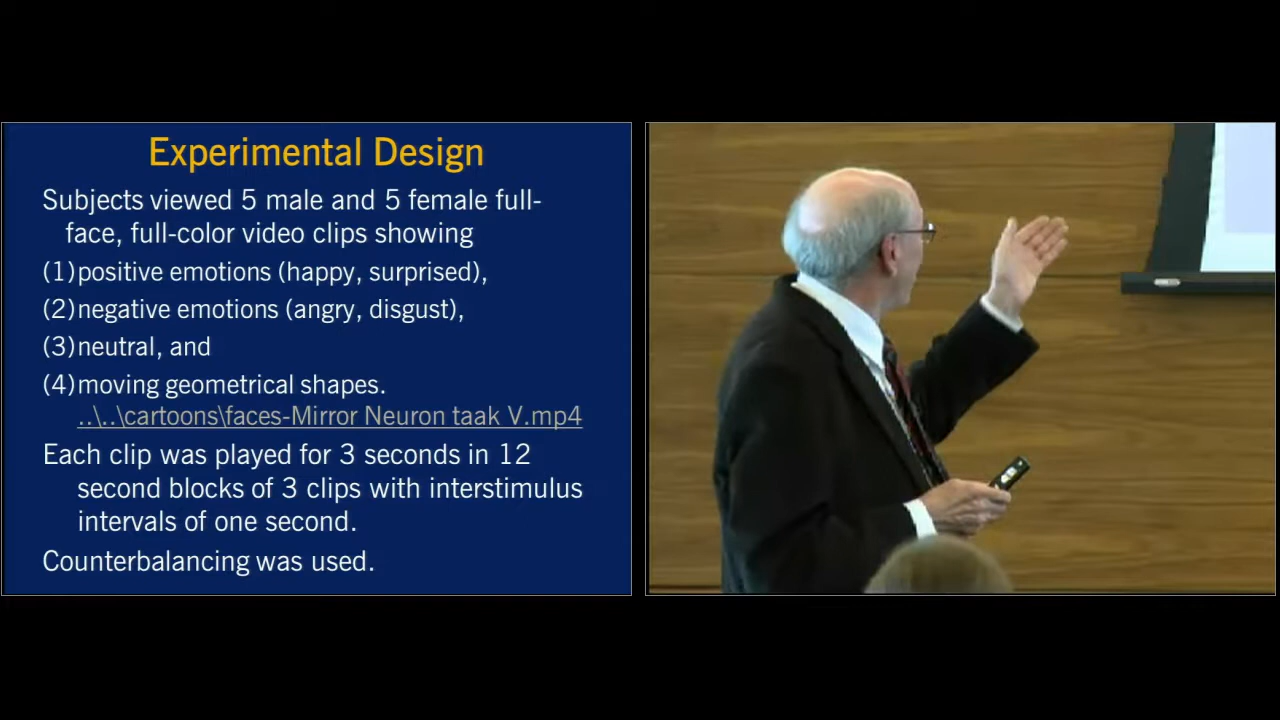 Experimental Design
Subjects viewed 5 male and 5 female full-
face, full-color video clips showing
(1) positive emotions (happy, surprised),
(2) negative emotions (angry, disgust),
(3) neutral, and
(4) moving geometrical shapes.
..\..\cartoons\faces-Mirror Neuron taak V.mp4
Each clip was played for 3 seconds in 12
second blocks of 3 clips with interstimulus
intervals of one second.
Counterbalancing was used.